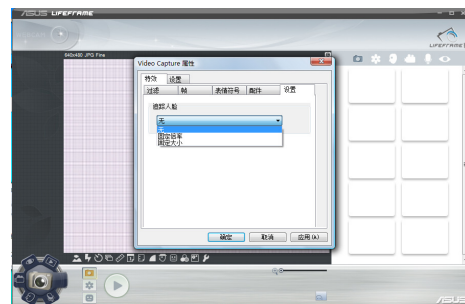 ASUS LIFEFRAME
LIFEFRAME
640x480 JPG Fine
Video Capture 属性
特效 设置
过滤 帧 表情符号 配件 设置
追踪人脸
无
无
固定倍率
固定大小
确定 取消 应用(A)
ASUS